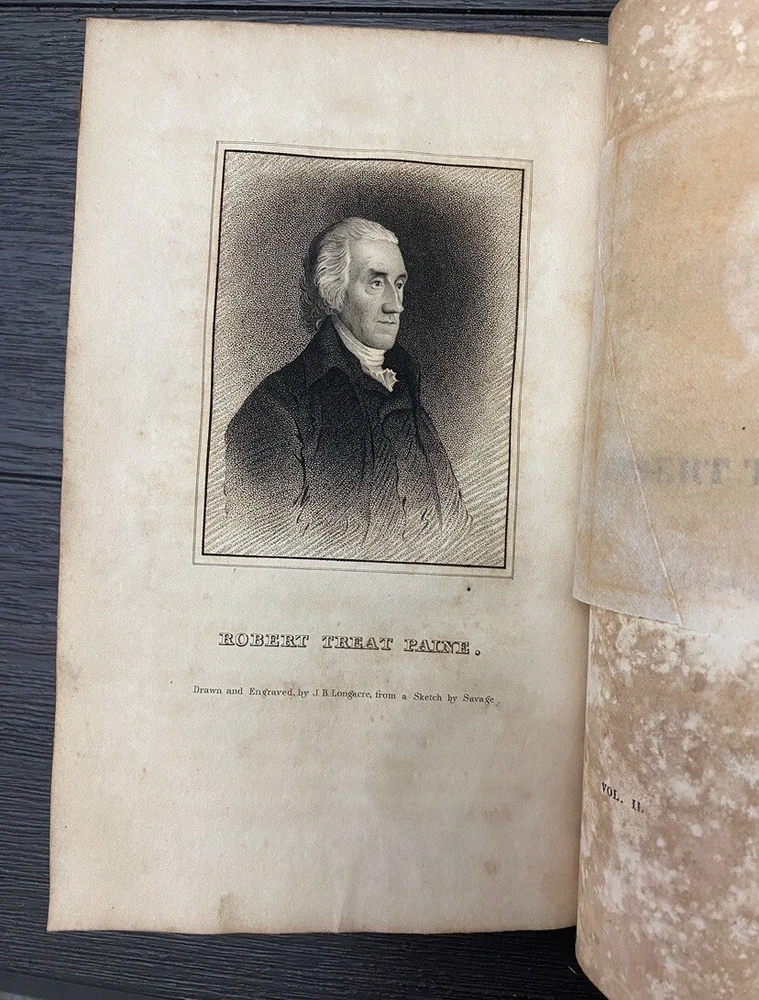 ROBERT TREAT PAINE.
Drawn and Engraved, by J. B. Longacre, from a Sketch by Savage.
VOL. II.